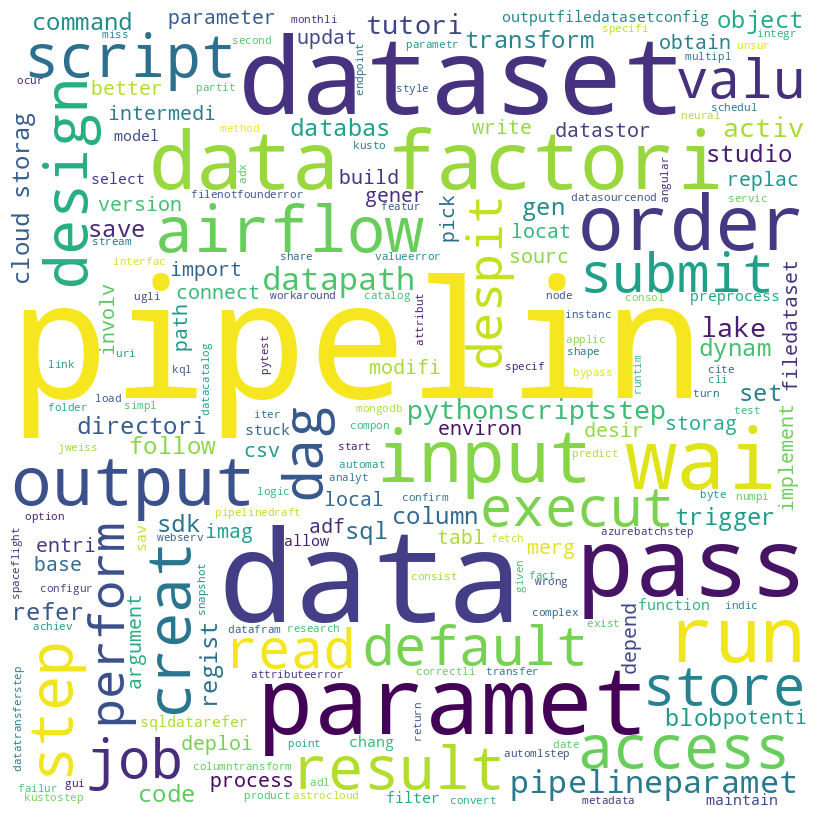 monthli
outputfiledatasetconfig
command
parameter
tutori
object
miss
second
updat
transform
specifi
integr
script
dataset
obtain
multipl
unsur
ocur
better
partit
endpoint
parametr
valu
style
schedul
intermedi
databas
write
datastor
neural
activ
design
cloud storag
model
method
kusto
data factori
studio
select
adx
build
angular
replac
version
filenotfounderror
gener
featur
pick
gen
datasourcenod
servic
save
airflow
despit
locat
order
stream
share
valueerror
sourc
interfac
import
datapath
submit
filedataset
involv
connect
ugli
workaround
catalog
attribut
node
consol
preprocess
path
pipelin
instanc
lake
uri
pytest
applic
link
datacatalog
modifi
specif
shape
dynam
kql
bypass
runtim
cite
cli
load
mongodb
turn
set
folder
simpl
dag
pythonscriptstep
storag
directori
iter
compon
environ
desir
test
implement
jweiss
follow
stuck
start
input
wai
csv
automat
predict
output
analyt
logic
local
confirm
byte
numpi
option
pipelinedraft
sdk
column
execut
trigger
spaceflight
webserv
imag
adf
sql
azurebatchstep
entri
sav
allow
tabl
fetch
merg
base
perform
creat
data
given
fact
wrong
pass
configur
snapshot
consist
complex
function
indic
refer
datafram
research
depend
exist
achiev
argument
regist
read
default
run
step
attributeerror
correctli
transfer
store
datatransferstep
sqldatarefer
paramet
blob
potenti
deploi
return
point
chang
automlstep
date
access
job
columntransform
adl
result
gui
process
pipelineparamet
failur
code
product
astrocloud
filter
convert
metadata
maintain
kustostep